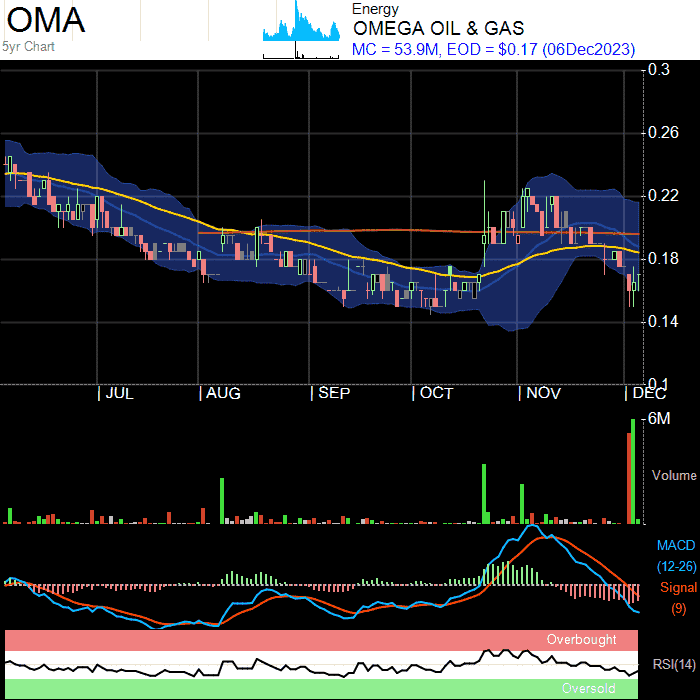 OMA
5yr Chart
Energy
OMEGA OIL & GAS
MC = 53.9M, EOD = $0.17 (06Dec2023)
0.3
0.26
0.22
0.18
0.14
0.1
| JUL | AUG | SEP | OCT | NOV | DEC
6M
Volume
MACD
(12-26)
Signal
(9)
Overbought
RSI(14)
Oversold